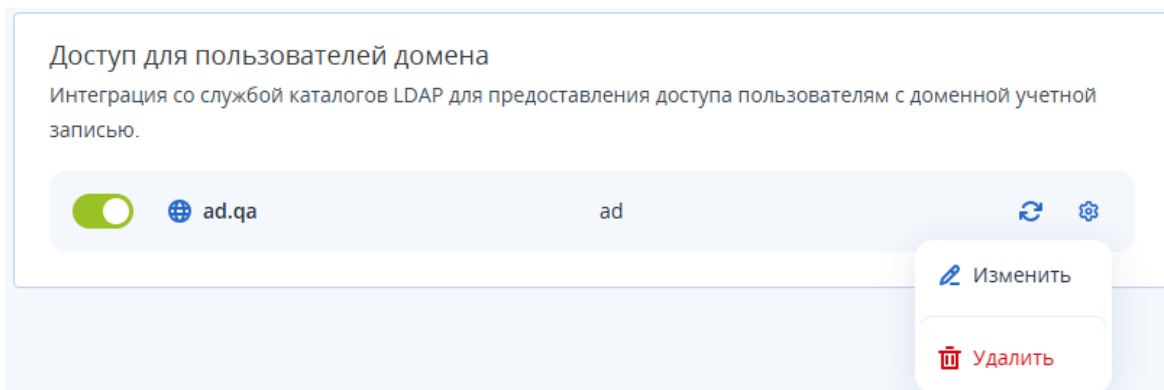 Доступ для пользователей домена
Интеграция со службой каталогов LDAP для предоставления доступа пользователям с доменной учетной
записью.
ad.qa ad
Изменить
Удалить